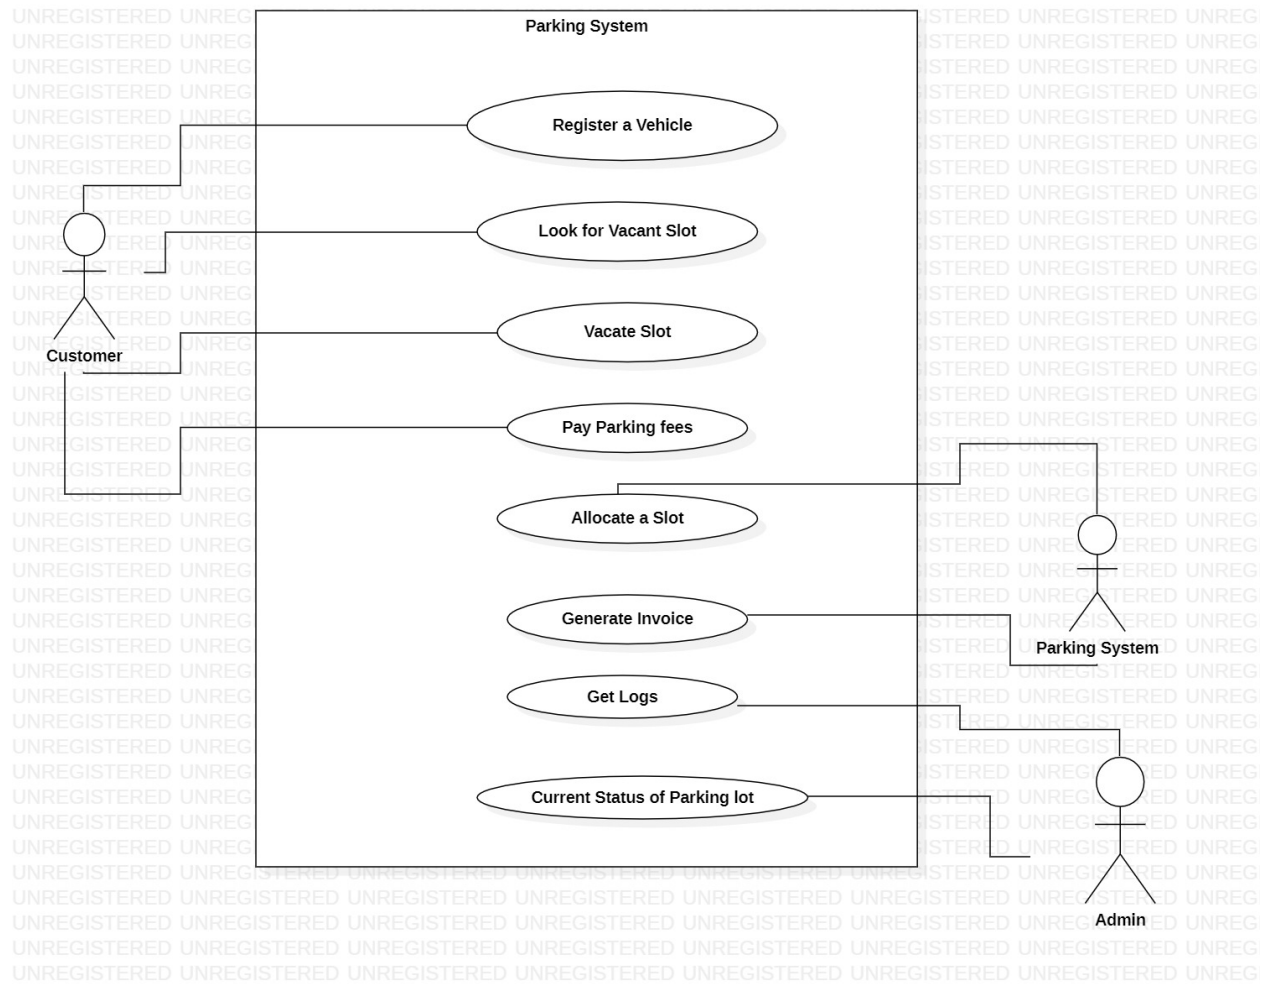 Parking System
Register a Vehicle
Look for Vacant Slot
Vacate Slot
Customer
Pay Parking fees
Allocate a Slot
Generate Invoice
Parking System
Get Logs
Current Status of Parking lot
Admin
UNREGISTERED